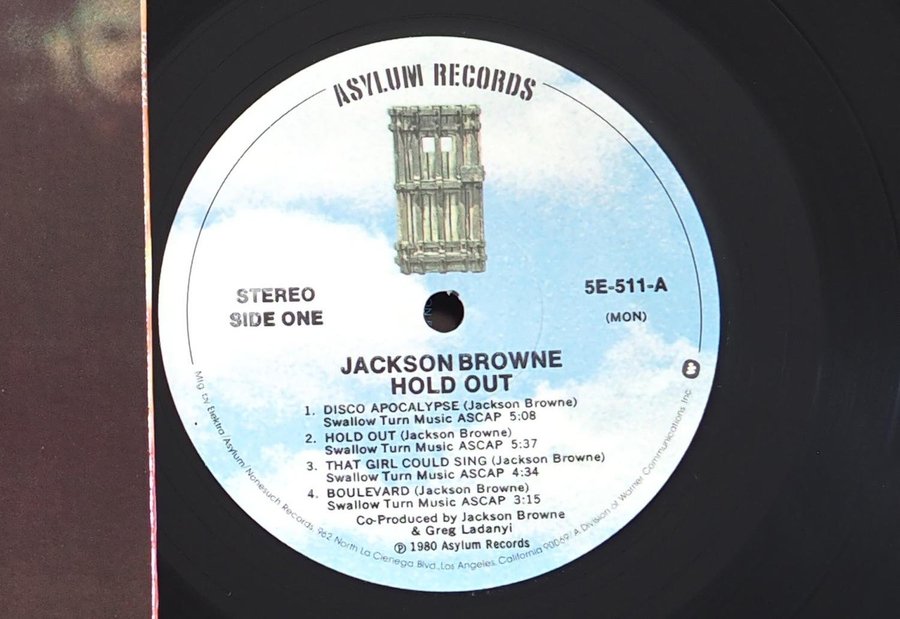 ASYLUM RECORDS
STEREO
SIDE ONE
5E-511-A
(MON)
JACKSON BROWNE
HOLD OUT
1. DISCO APOCALYPSE (Jackson Browne)
Swallow Turn Music ASCAP 5:08
2. HOLD OUT (Jackson Browne)
Swallow Turn Music ASCAP 5:37
3. THAT GIRL COULD SING (Jackson Browne)
Swallow Turn Music ASCAP 4:34
4. BOULEVARD (Jackson Browne)
Swallow Turn Music ASCAP 3:15
Co-Produced by Jackson Browne
& Greg Ladanyi
℗ 1980 Asylum Records
Mfg. by Elektra/Asylum/Nonesuch Records, 962 North La Cienega Blvd., Los Angeles, California 90069/A Division of Warner Communications, Inc.